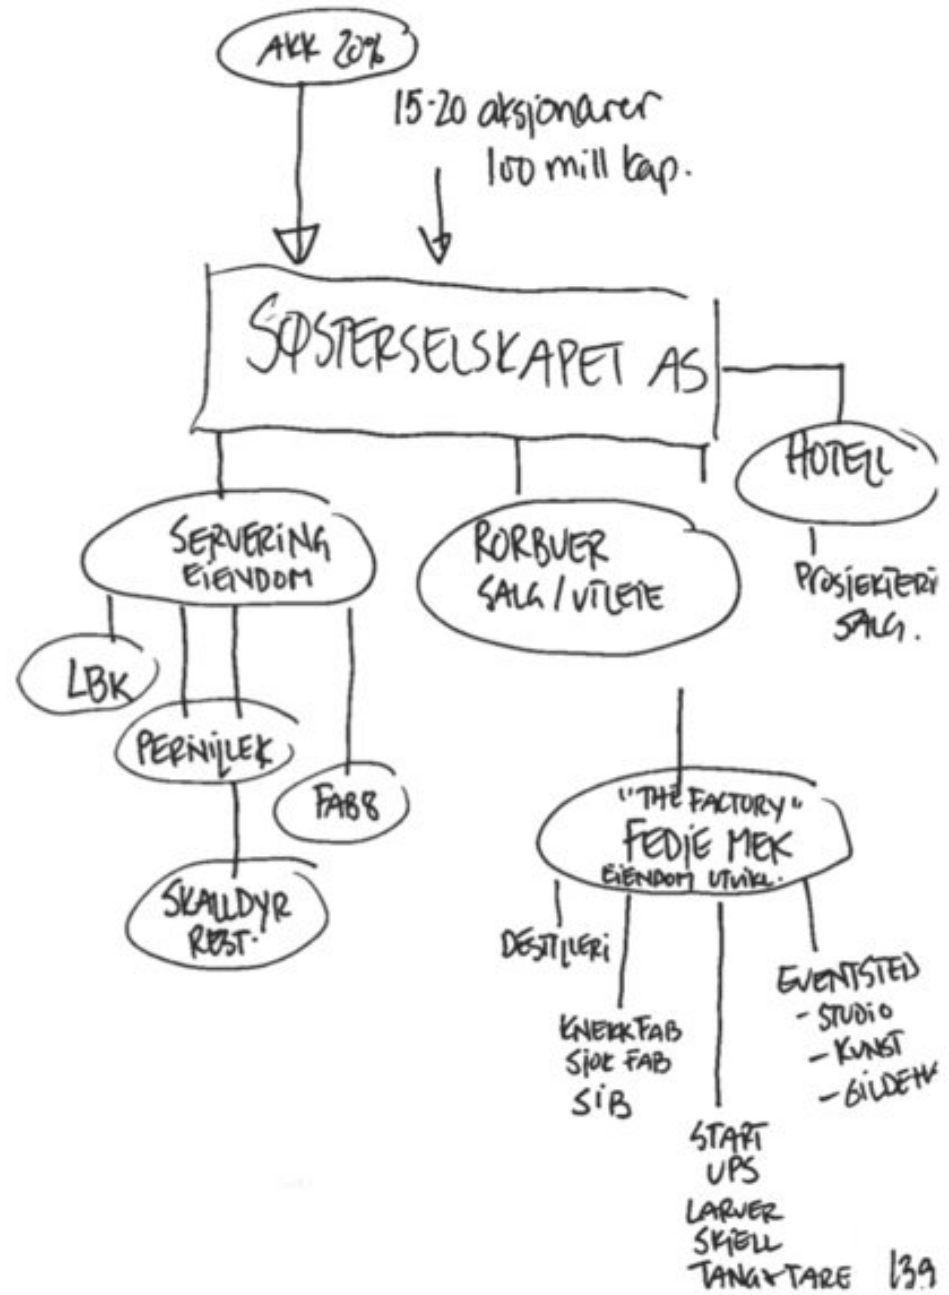 AKK 20%
15-20 aksjonærer
100 mill kap.
SØSTERSELSKAPET AS
HOTELL
PROSJEKTERI
SALG.
SERVERING
EIENDOM
RORBUER
SALG / UTLEIE
LBK
PERNILLEK
FAB8
SKALLDYR
REST.
"THE FACTORY"
FEDJE MEK
EIENDOM UTVIKL.
DESTILLERI
KNEKKFAB
SJOK FAB
SIB
EVENTSTED
- STUDIO
- KUNST
START
UPS
LARVER
SKJELL
TANG+TARE
139